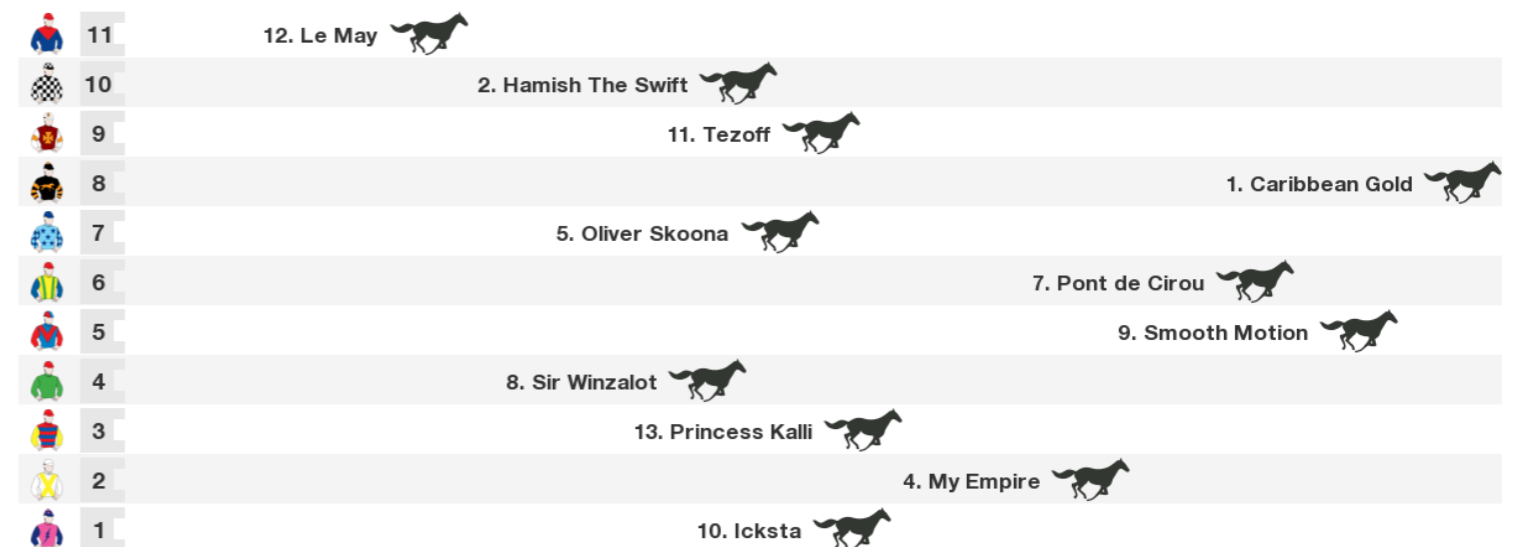 11 12. Le May
10 2. Hamish The Swift
9 11. Tezoff
8 1. Caribbean Gold
7 5. Oliver Skoona
6 7. Pont de Cirou
5 9. Smooth Motion
4 8. Sir Winzalot
3 13. Princess Kalli
2 4. My Empire
1 10. Icksta